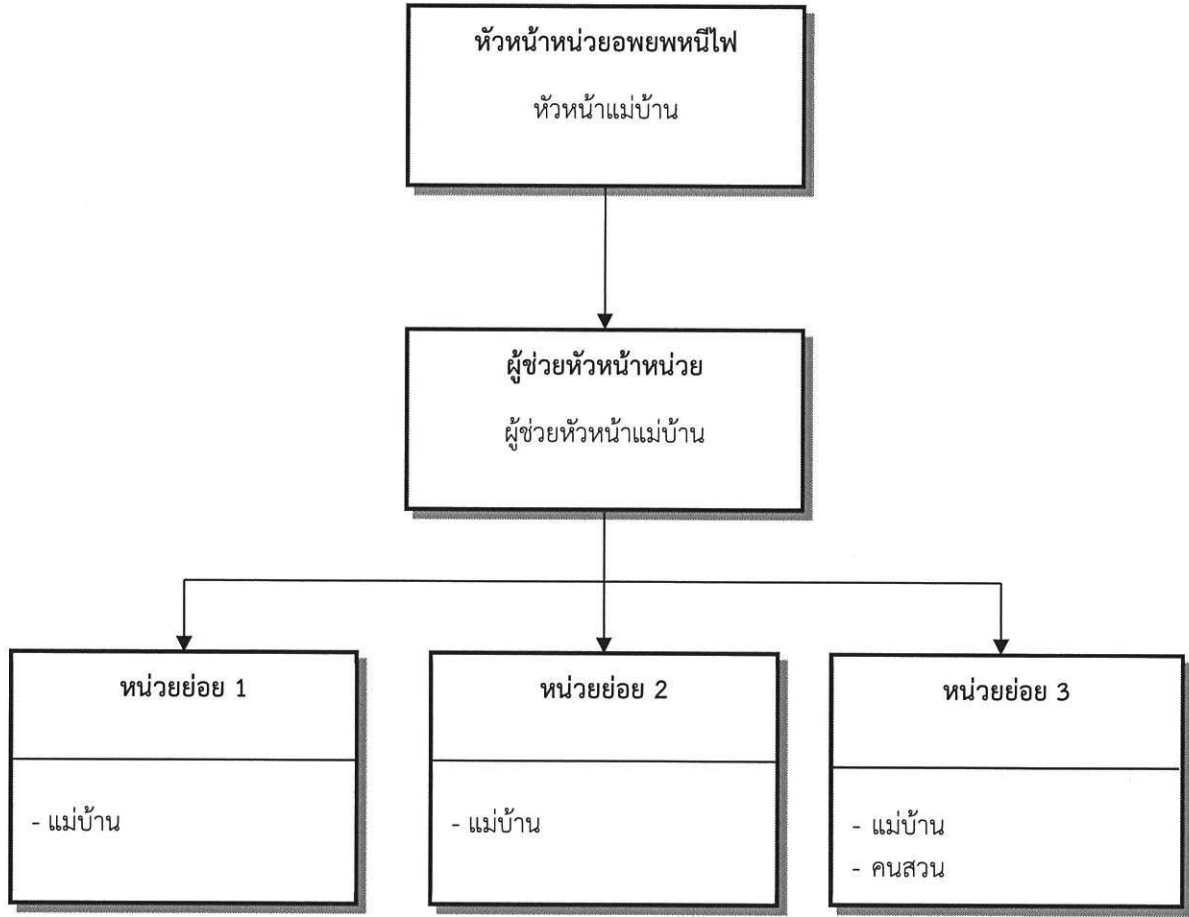 หัวหน้าหน่วยอพยพหนีไฟ
หัวหน้าแม่บ้าน
ผู้ช่วยหัวหน้าหน่วย
ผู้ช่วยหัวหน้าแม่บ้าน
หน่วยย่อย 1
- แม่บ้าน
หน่วยย่อย 2
- แม่บ้าน
หน่วยย่อย 3
- แม่บ้าน
- คนสวน